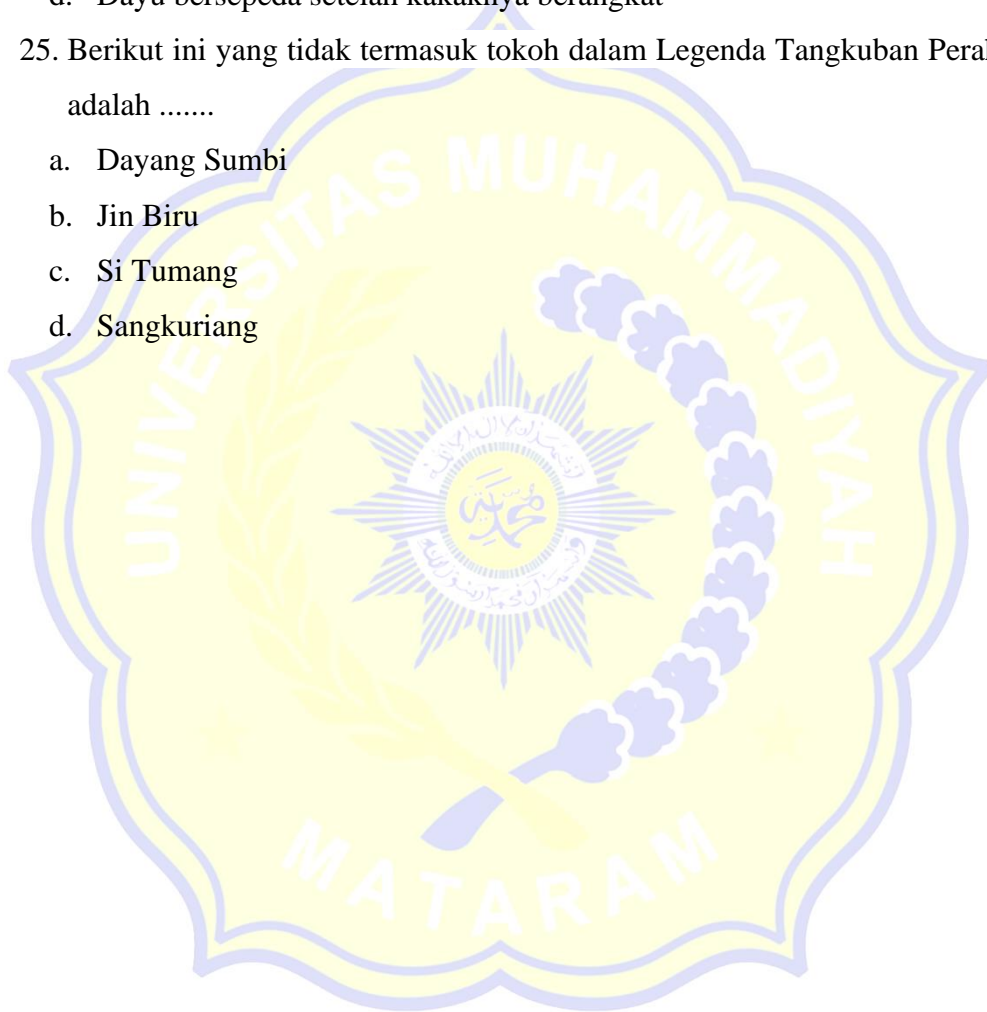 25. Berikut ini yang tidak termasuk tokoh dalam Legenda Tangkuban
adalah .......
a. Dayang Sumbi
b. Jin Biru
c. Si Tumang
d. Sangkuriang
UNIVERSITAS MUHAMMADIYAH
MATARAM